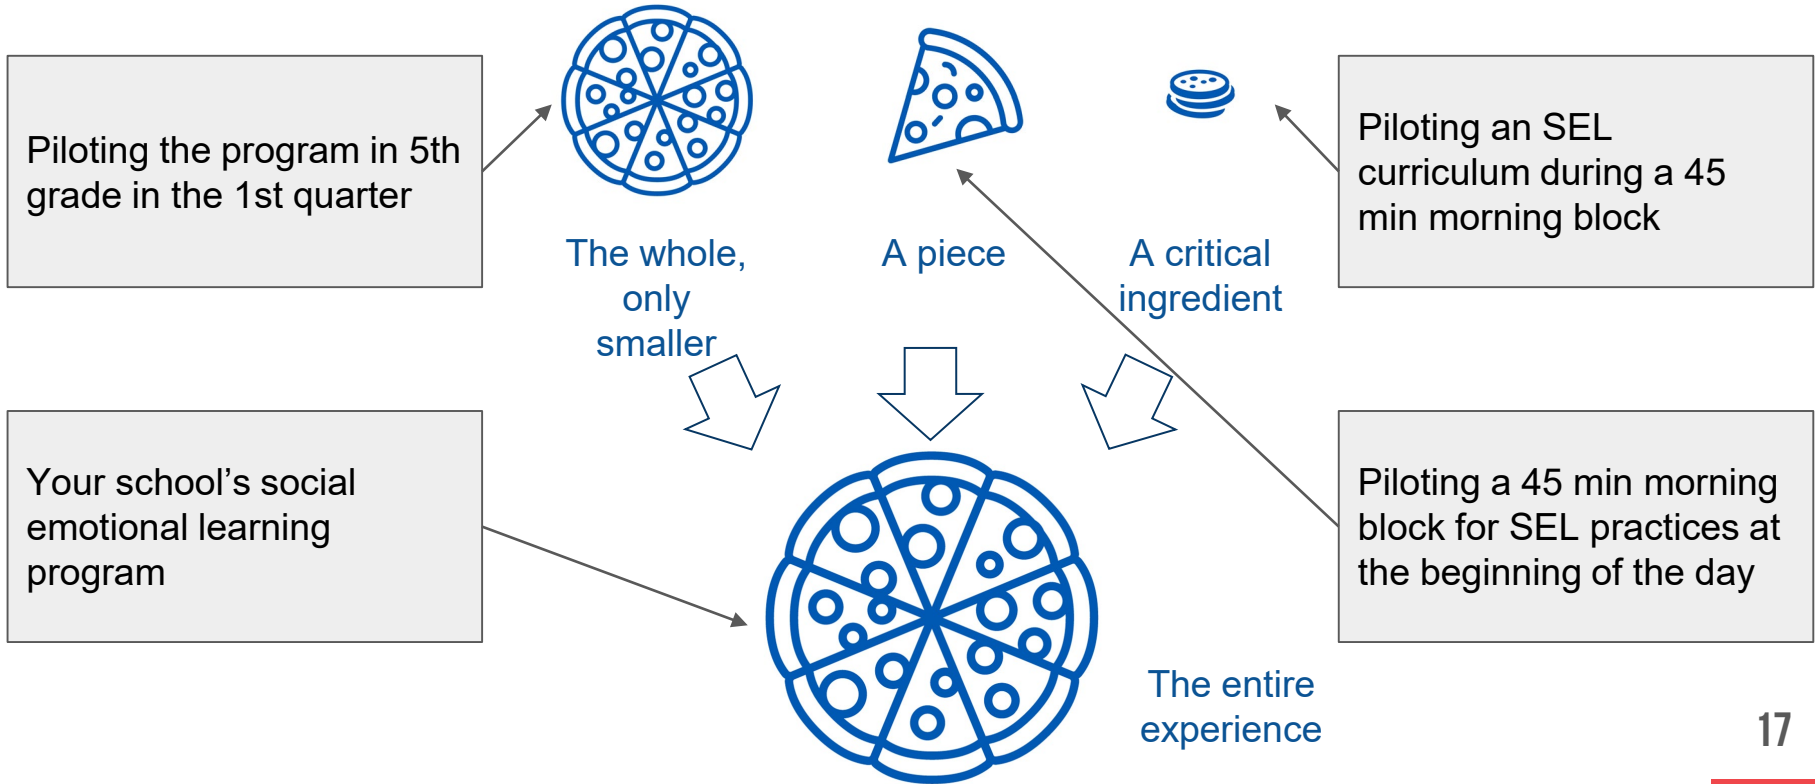 Piloting the program in 5th
grade in the 1st quarter
The whole,
only
smaller
A piece
A critical
ingredient
Piloting an SEL
curriculum during a 45
min morning block
Your school’s social
emotional learning
program
Piloting a 45 min morning
block for SEL practices at
the beginning of the day
The entire
experience
17